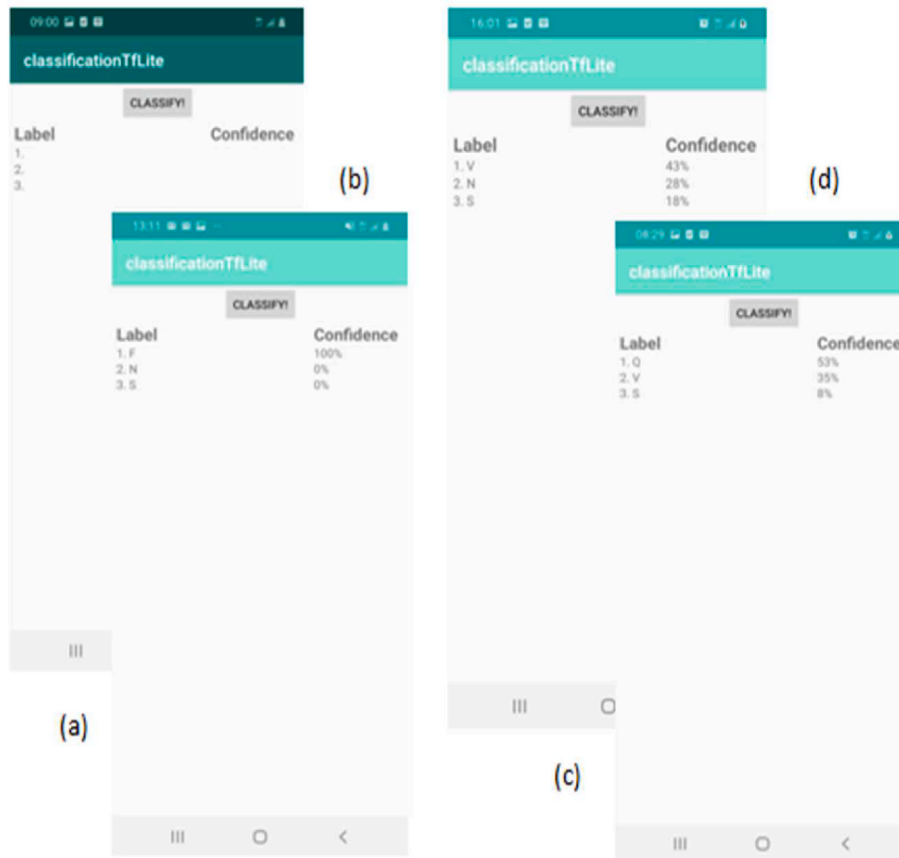 09:00
classificationTfLite
CLASSIFY!
Label Confidence
1.
2.
3.
(a)
(b)
13:11
classificationTfLite
CLASSIFY!
Label Confidence
1. F 100%
2. N 0%
3. S 0%
16:01
classificationTfLite
CLASSIFY!
Label Confidence
1. V 43%
2. N 28%
3. S 18%
(c)
(d)
08:29
classificationTfLite
CLASSIFY!
Label Confidence
1. Q 53%
2. V 35%
3. S 8%